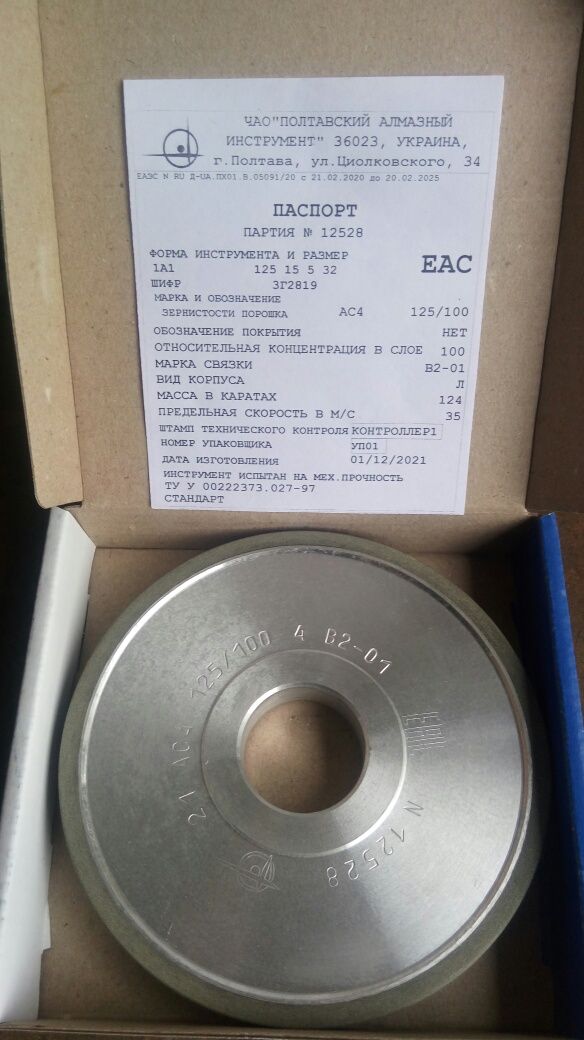 ЧАО"ПОЛТАВСКИЙ АЛМАЗНЫЙ
ИНСТРУМЕНТ" 36023, УКРАИНА,
г.Полтава, ул.Циолковского, 34
ЕАЭС N RU Д-UA.ПХ01.В.05091/20 с 21.02.2020 до 20.02.2025
ПАСПОРТ
ПАРТИЯ № 12528
ФОРМА ИНСТРУМЕНТА И РАЗМЕР
1A1 125 15 5 32
EAC
ШИФР 3Г2819
МАРКА И ОБОЗНАЧЕНИЕ
ЗЕРНИСТОСТИ ПОРОШКА АС4 125/100
ОБОЗНАЧЕНИЕ ПОКРЫТИЯ НЕТ
ОТНОСИТЕЛЬНАЯ КОНЦЕНТРАЦИЯ В СЛОЕ 100
МАРКА СВЯЗКИ В2-01
ВИД КОРПУСА Л
МАССА В КАРАТАХ 124
ПРЕДЕЛЬНАЯ СКОРОСТЬ В М/С 35
ШТАМП ТЕХНИЧЕСКОГО КОНТРОЛЯ КОНТРОЛЛЕР1
НОМЕР УПАКОВЩИКА УП01
ДАТА ИЗГОТОВЛЕНИЯ 01/12/2021
ИНСТРУМЕНТ ИСПЫТАН НА МЕХ.ПРОЧНОСТЬ
ТУ У 00222373.027-97
СТАНДАРТ
21 АС4 125/100 4 В2-01
N 12528